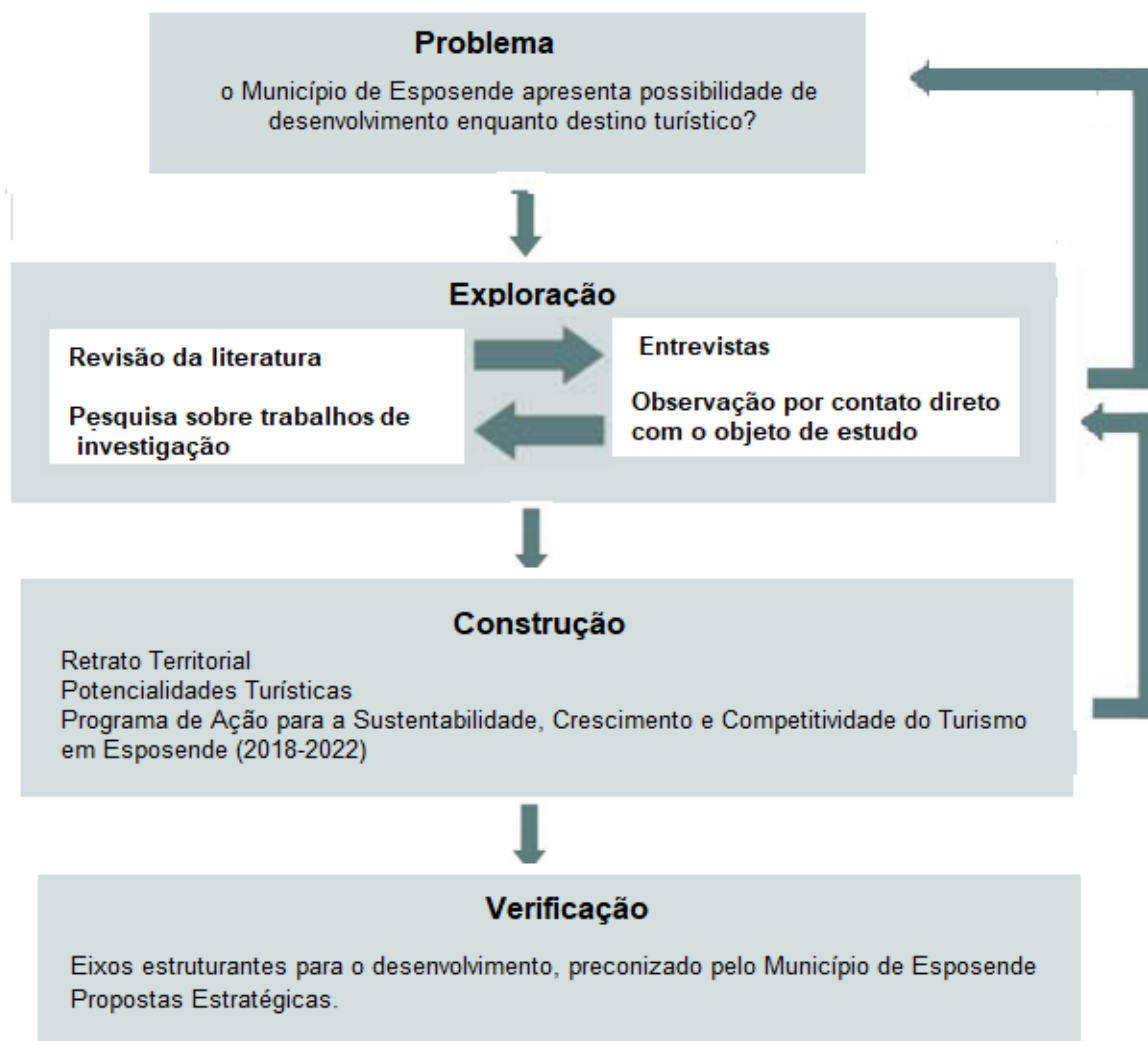 Problema
o Município de Esposende apresenta possibilidade de
desenvolvimento enquanto destino turístico?
Exploração
Revisão da literatura
Pesquisa sobre trabalhos de
investigação
Entrevistas
Observação por contato direto
com o objeto de estudo
Construção
Retrato Territorial
Potencialidades Turísticas
Programa de Ação para a Sustentabilidade, Crescimento e Competitividade do Turismo
em Esposende (2018-2022)
Verificação
Eixos estruturantes para o desenvolvimento, preconizado pelo Município de Esposende
Propostas Estratégicas.